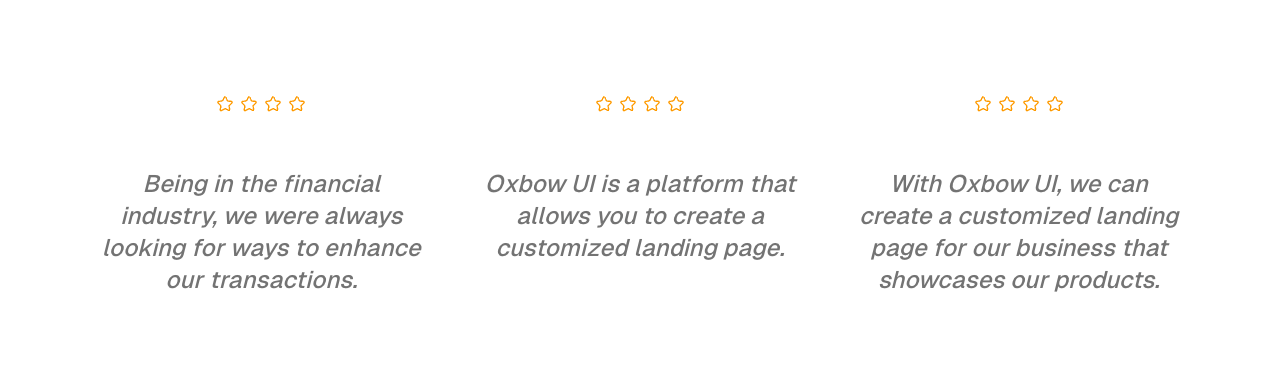 Being in the financial
industry, we were always
looking for ways to enhance
our transactions.
Oxbow UI is a platform that
allows you to create a
customized landing page.
With Oxbow UI, we can
create a customized landing
page for our business that
showcases our products.